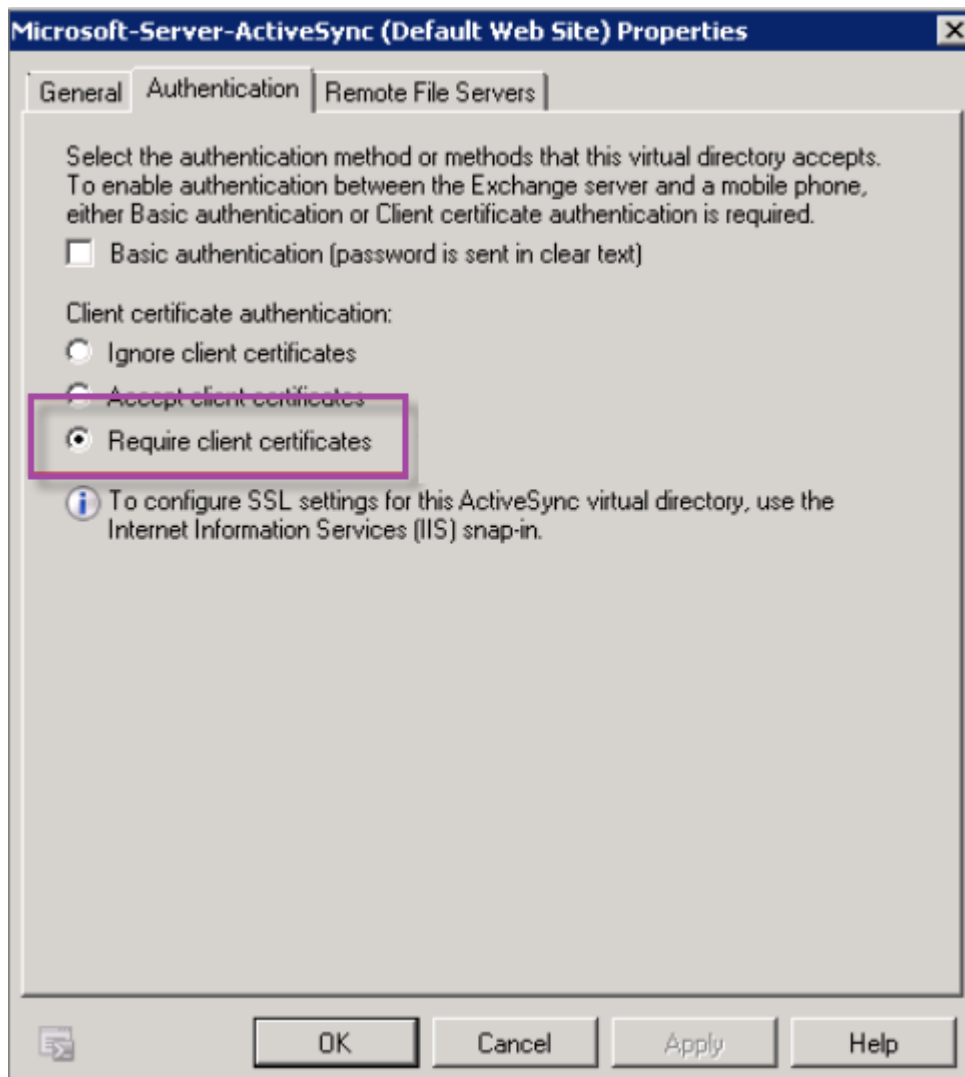 Microsoft-Server-ActiveSync (Default Web Site) Properties
General Authentication Remote File Servers
Select the authentication method or methods that this virtual directory accepts.
To enable authentication between the Exchange server and a mobile phone,
either Basic authentication or Client certificate authentication is required.
Basic authentication (password is sent in clear text)
Client certificate authentication:
Ignore client certificates
Accept client certificates
Require client certificates
To configure SSL settings for this ActiveSync virtual directory, use the
Internet Information Services (IIS) snap-in.
OK Cancel Apply Help